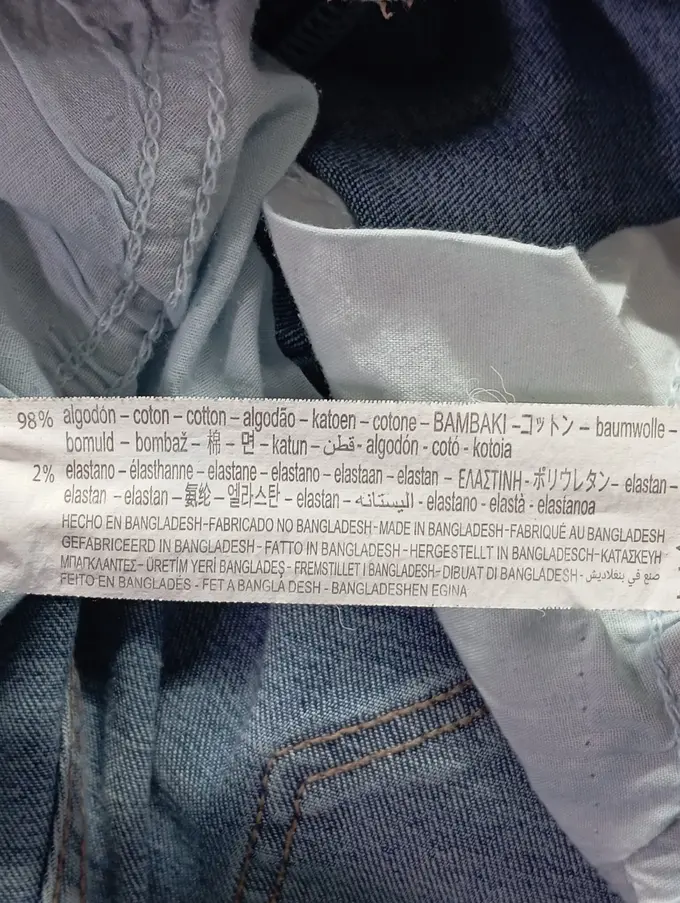 98% algodón – coton – cotton – algodão – katoen – cotone – BAMBAKI –コットン – baumwolle –
bomuld – bombaž – 棉 – 면 – katun – قطن - algodón - cotó - kotoia
2% elastano – élasthanne – elastane – elastano – elastaan – elastan – ΕΛΑΣΤΙΝΗ - ポリウレタン– elastan –
elastan – elastan – 氨纶 – 엘라스탄 – elastan – اليستانه - elastano - elastà - elastíanoa
HECHO EN BANGLADESH-FABRICADO NO BANGLADESH-MADE IN BANGLADESH-FABRIQUÉ AU BANGLADESH
GEFABRICEERD IN BANGLADESH - FATTO IN BANGLADESH - HERGESTELLT IN BANGLADESCH-ΚΑΤΑΣΚΕΥΗ
ΜΠΑΓΚΛΑΝΤΕΣ - ÜRETİM YERİ BANGLADEŞ - FREMSTILLET I BANGLADESH - DIBUAT DI BANGLADESH - صنع في بنغلاديش
FEITO EN BANGLADÉS - FET A BANGLA DESH - BANGLADESHEN EGINA